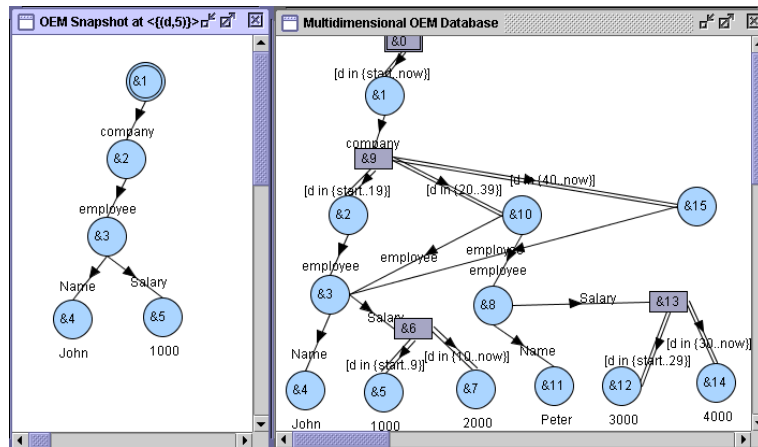 OEM Snapshot at <{(d,5)}>
&1
company
&2
employee
&3
Name
Salary
&4
&5
John
1000
Multidimensional OEM Database
&0
[d in {start..now}]
&1
company
&9
[d in {start..19}]
[d in {20..39}]
[d in {40..now}]
&2
&10
&15
employee
employee
employee
employee
&3
&8
Salary
&13
Salary
&6
Name
[d in {start..9}]
[d in {10..now}]
Name
[d in {start..29}]
[d in {30..now}]
&4
&5
&7
&11
&12
&14
John
1000
2000
Peter
3000
4000